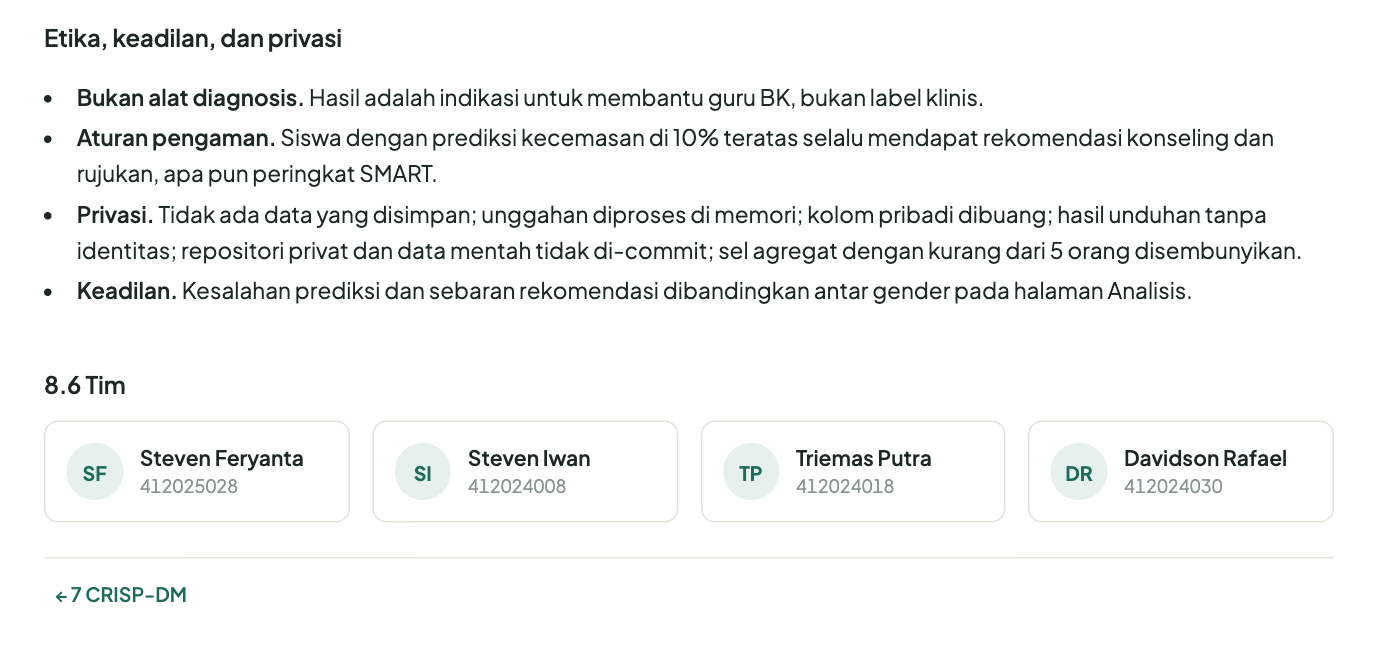 Etika, keadilan, dan privasi
• Bukan alat diagnosis. Hasil adalah indikasi untuk membantu guru BK, bukan label klinis.
• Aturan pengaman. Siswa dengan prediksi kecemasan di 10% teratas selalu mendapat rekomendasi konseling dan
rujukan, apa pun peringkat SMART.
• Privasi. Tidak ada data yang disimpan; unggahan diproses di memori; kolom pribadi dibuang; hasil unduhan tanpa
identitas; repositori privat dan data mentah tidak di-commit; sel agregat dengan kurang dari 5 orang disembunyikan.
• Keadilan. Kesalahan prediksi dan sebaran rekomendasi dibandingkan antar gender pada halaman Analisis.
8.6 Tim
SF
Steven Feryanta
412025028
SI
Steven Iwan
412024008
TP
Triemas Putra
412024018
DR
Davidson Rafael
412024030
← 7 CRISP-DM